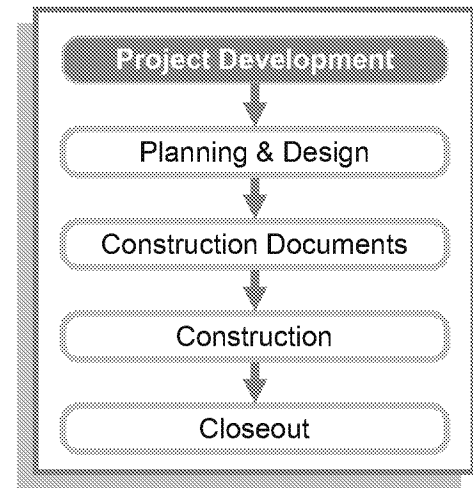 Project Development
Planning & Design
Construction Documents
Construction
Closeout